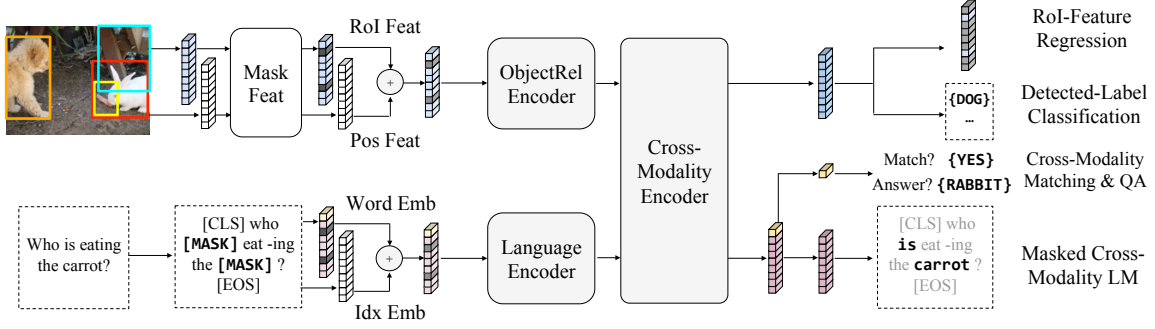 RoI Feat
Mask
Feat
+
Pos Feat
ObjectRel
Encoder
Cross-
Modality
Encoder
RoI-Feature
Regression
{DOG}
…
Detected-Label
Classification
Match? {YES}
Answer? {RABBIT}
Cross-Modality
Matching & QA
Who is eating
the carrot?
[CLS] who
[MASK] eat -ing
the [MASK] ?
[EOS]
Word Emb
+
Idx Emb
Language
Encoder
[CLS] who
is eat -ing
the carrot ?
[EOS]
Masked Cross-
Modality LM